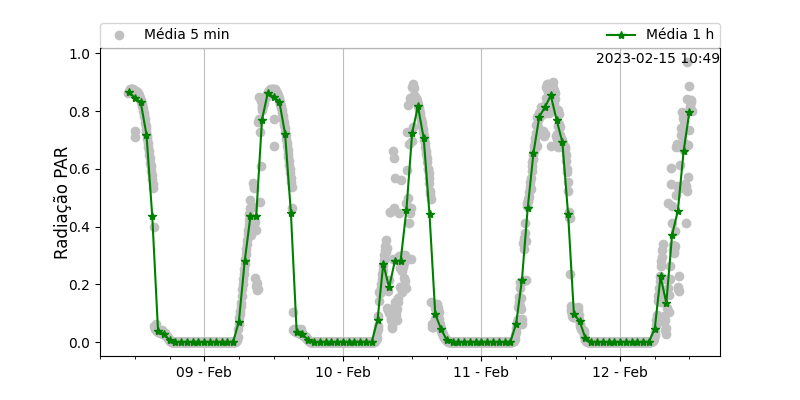 Média 5 min
Média 1 h
2023-02-15 10:49
1.0
0.8
0.6
0.4
0.2
0.0
Radiação PAR
09 - Feb
10 - Feb
11 - Feb
12 - Feb